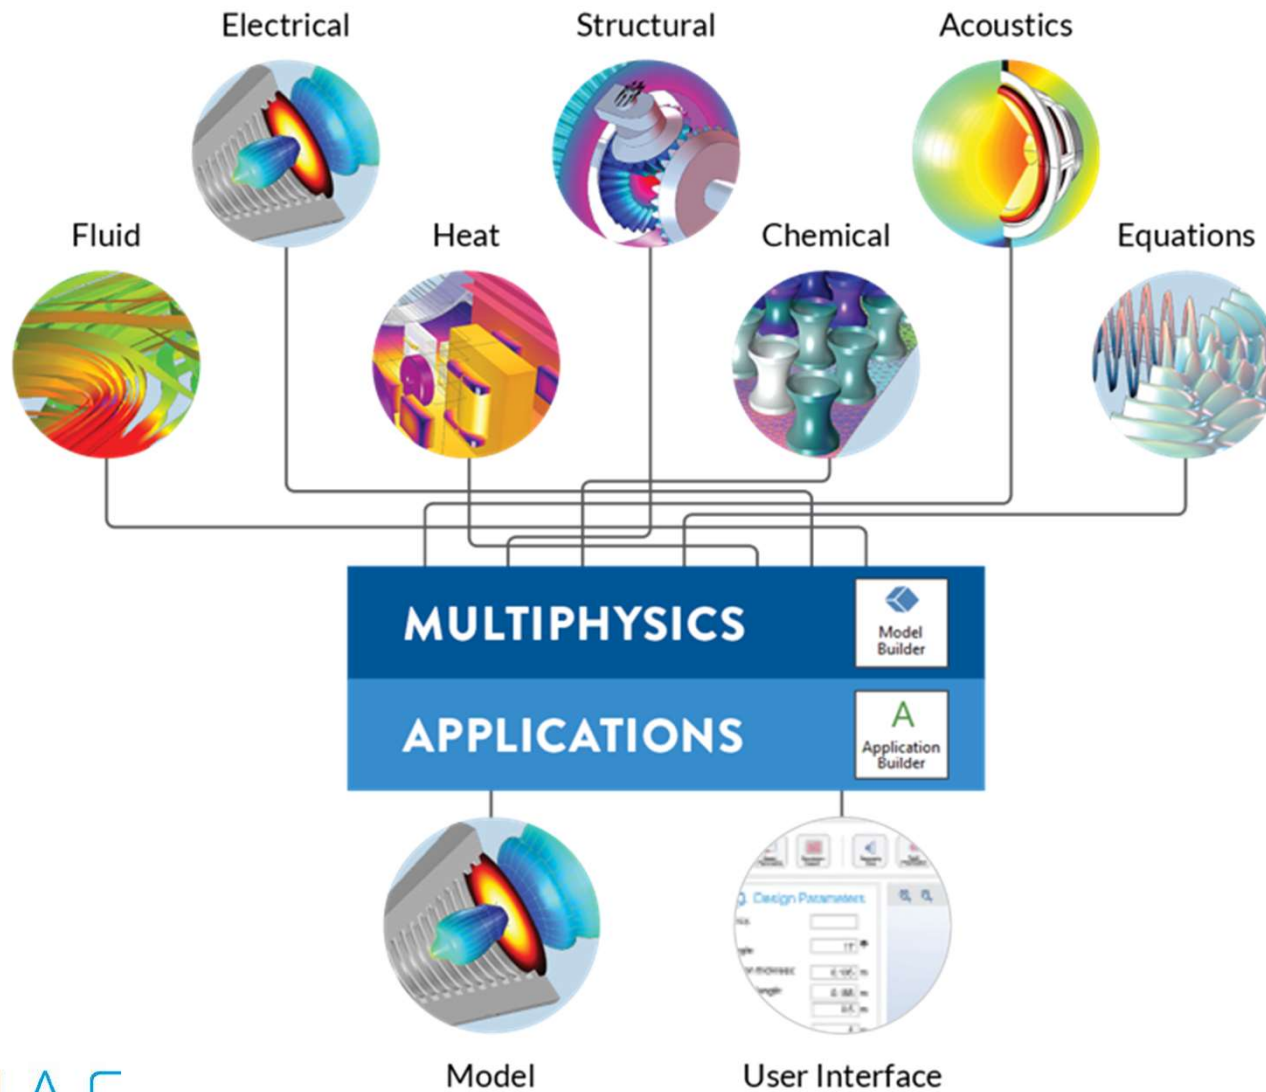 Electrical
Structural
Acoustics
Fluid
Heat
Chemical
Equations
MULTIPHYSICS
Model
Builder
APPLICATIONS
A
Application
Builder
Design Parameters
Model
User Interface